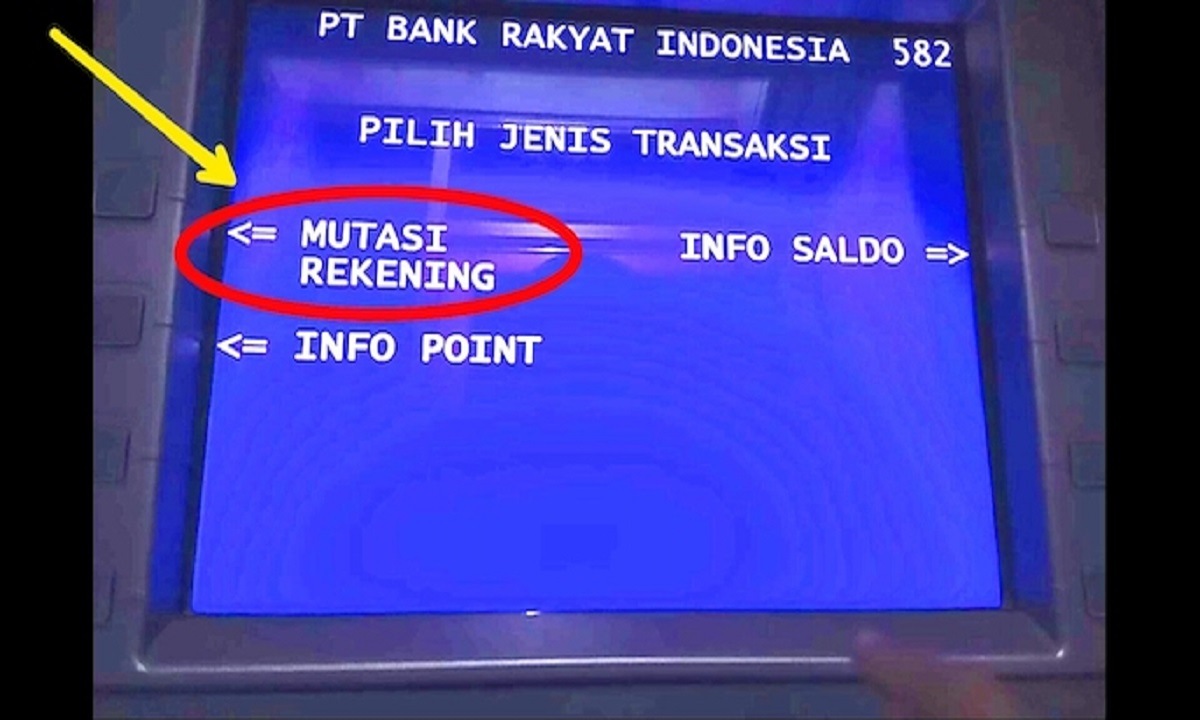 PT BANK RAKYAT INDONESIA 582
PILIH JENIS TRANSAKSI
<= MUTASI
REKENING
INFO SALDO =>
<= INFO POINT